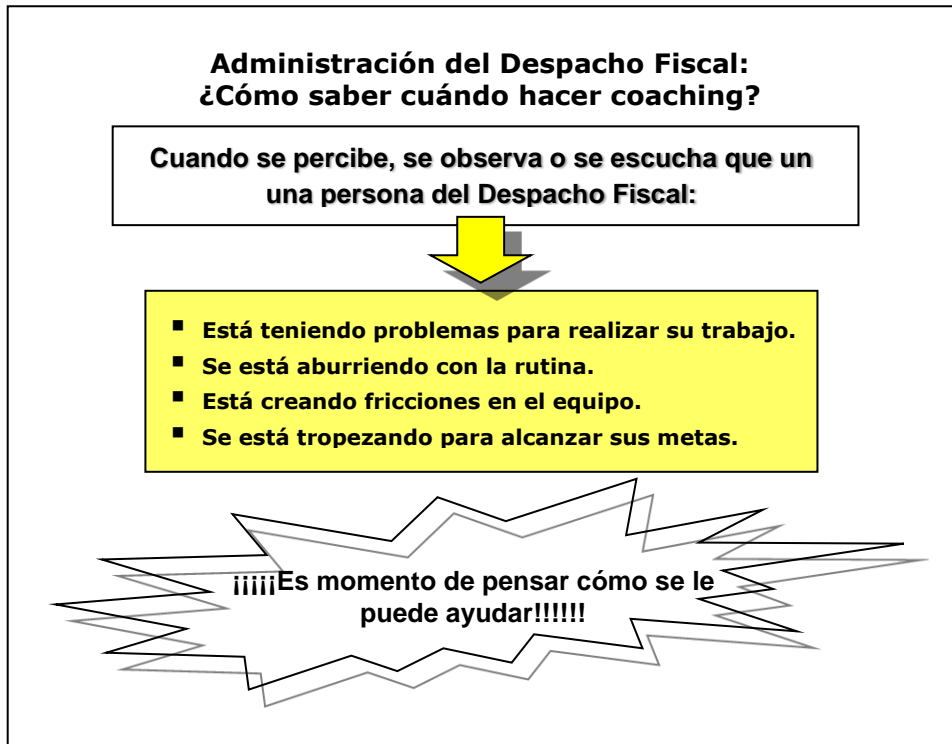 Administración del Despacho Fiscal:
¿Cómo saber cuándo hacer coaching?
Cuando se percibe, se observa o se escucha que un
una persona del Despacho Fiscal:
▪ Está teniendo problemas para realizar su trabajo.
▪ Se está aburriendo con la rutina.
▪ Está creando fricciones en el equipo.
▪ Se está tropezando para alcanzar sus metas.
¡¡¡¡¡Es momento de pensar cómo se le
puede ayudar!!!!!!